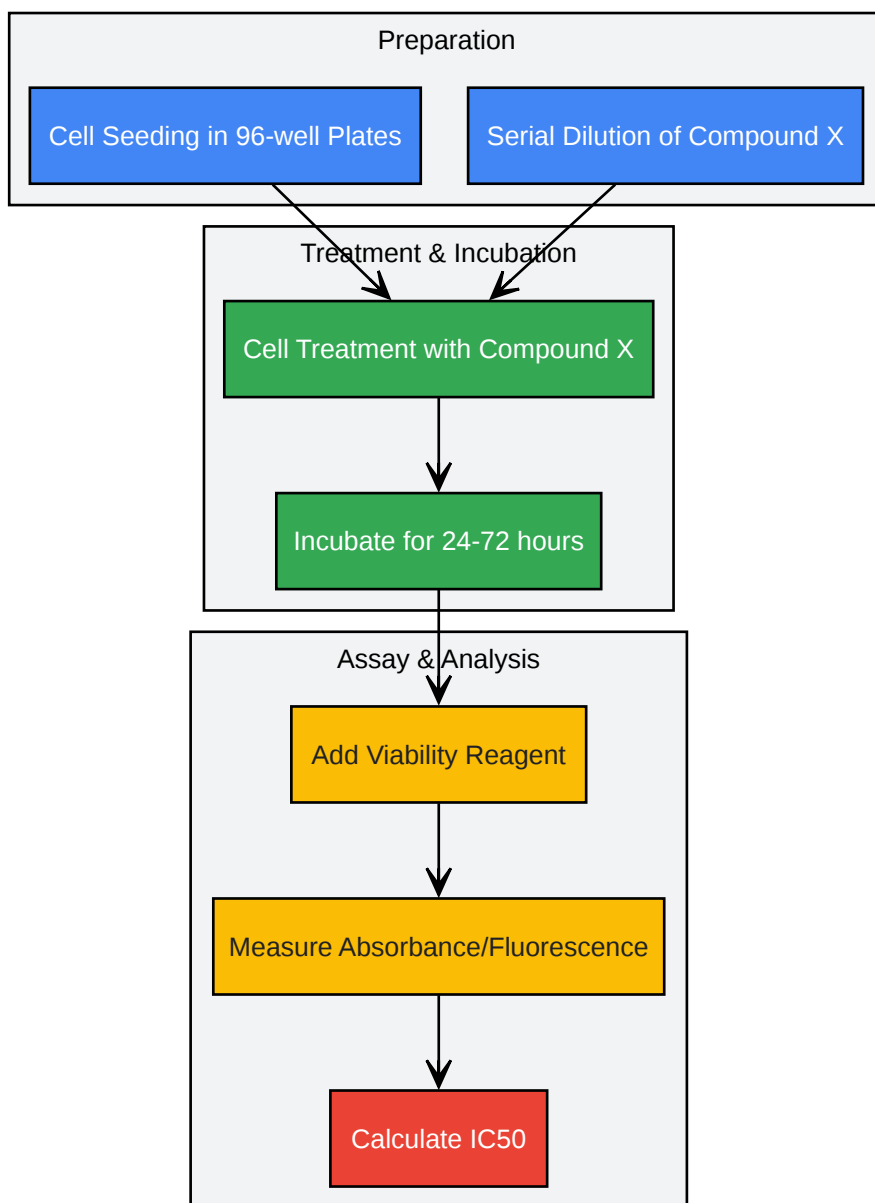 Preparation
Cell Seeding in 96-well Plates
Serial Dilution of Compound X
Treatment & Incubation
Cell Treatment with Compound X
Incubate for 24-72 hours
Assay & Analysis
Add Viability Reagent
Measure Absorbance/Fluorescence
Calculate IC50